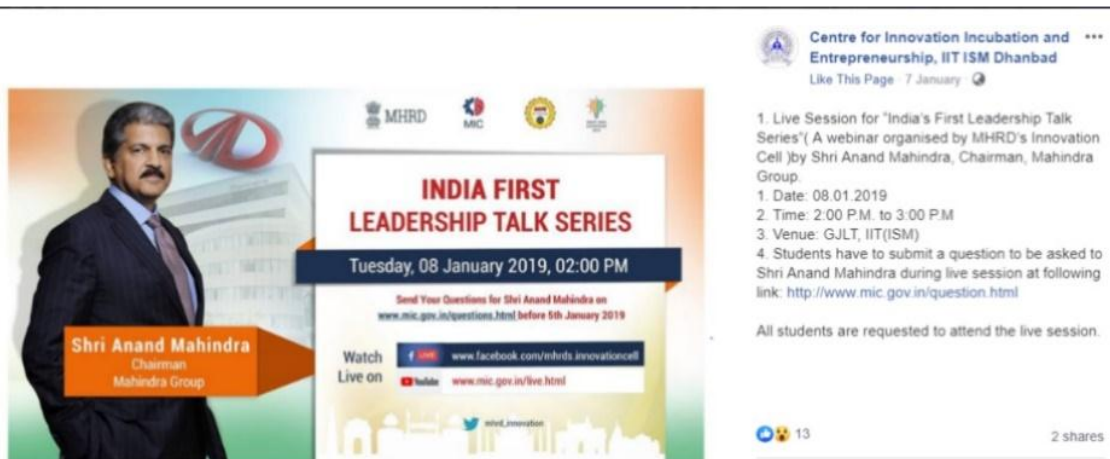 MHRD
MIC
INDIA FIRST
LEADERSHIP TALK SERIES
Tuesday, 08 January 2019, 02:00 PM
Send Your Questions for Shri Anand Mahindra on
www.mic.gov.in/questions.html before 5th January 2019
Shri Anand Mahindra
Chairman
Mahindra Group
Watch
Live on
LIVE
www.facebook.com/mhrds.innovationcell
YouTube
www.mic.gov.in/live.html
mhrd_innovation
Centre for Innovation Incubation and
Entrepreneurship, IIT ISM Dhanbad
Like This Page · 7 January ·
1. Live Session for "India's First Leadership Talk
Series"( A webinar organised by MHRD's Innovation
Cell )by Shri Anand Mahindra, Chairman, Mahindra
Group.
1. Date: 08.01.2019
2. Time: 2:00 P.M. to 3:00 P.M
3. Venue: GJLT, IIT(ISM)
4. Students have to submit a question to be asked to
Shri Anand Mahindra during live session at following
link: http://www.mic.gov.in/question.html
All students are requested to attend the live session.
13
2 shares